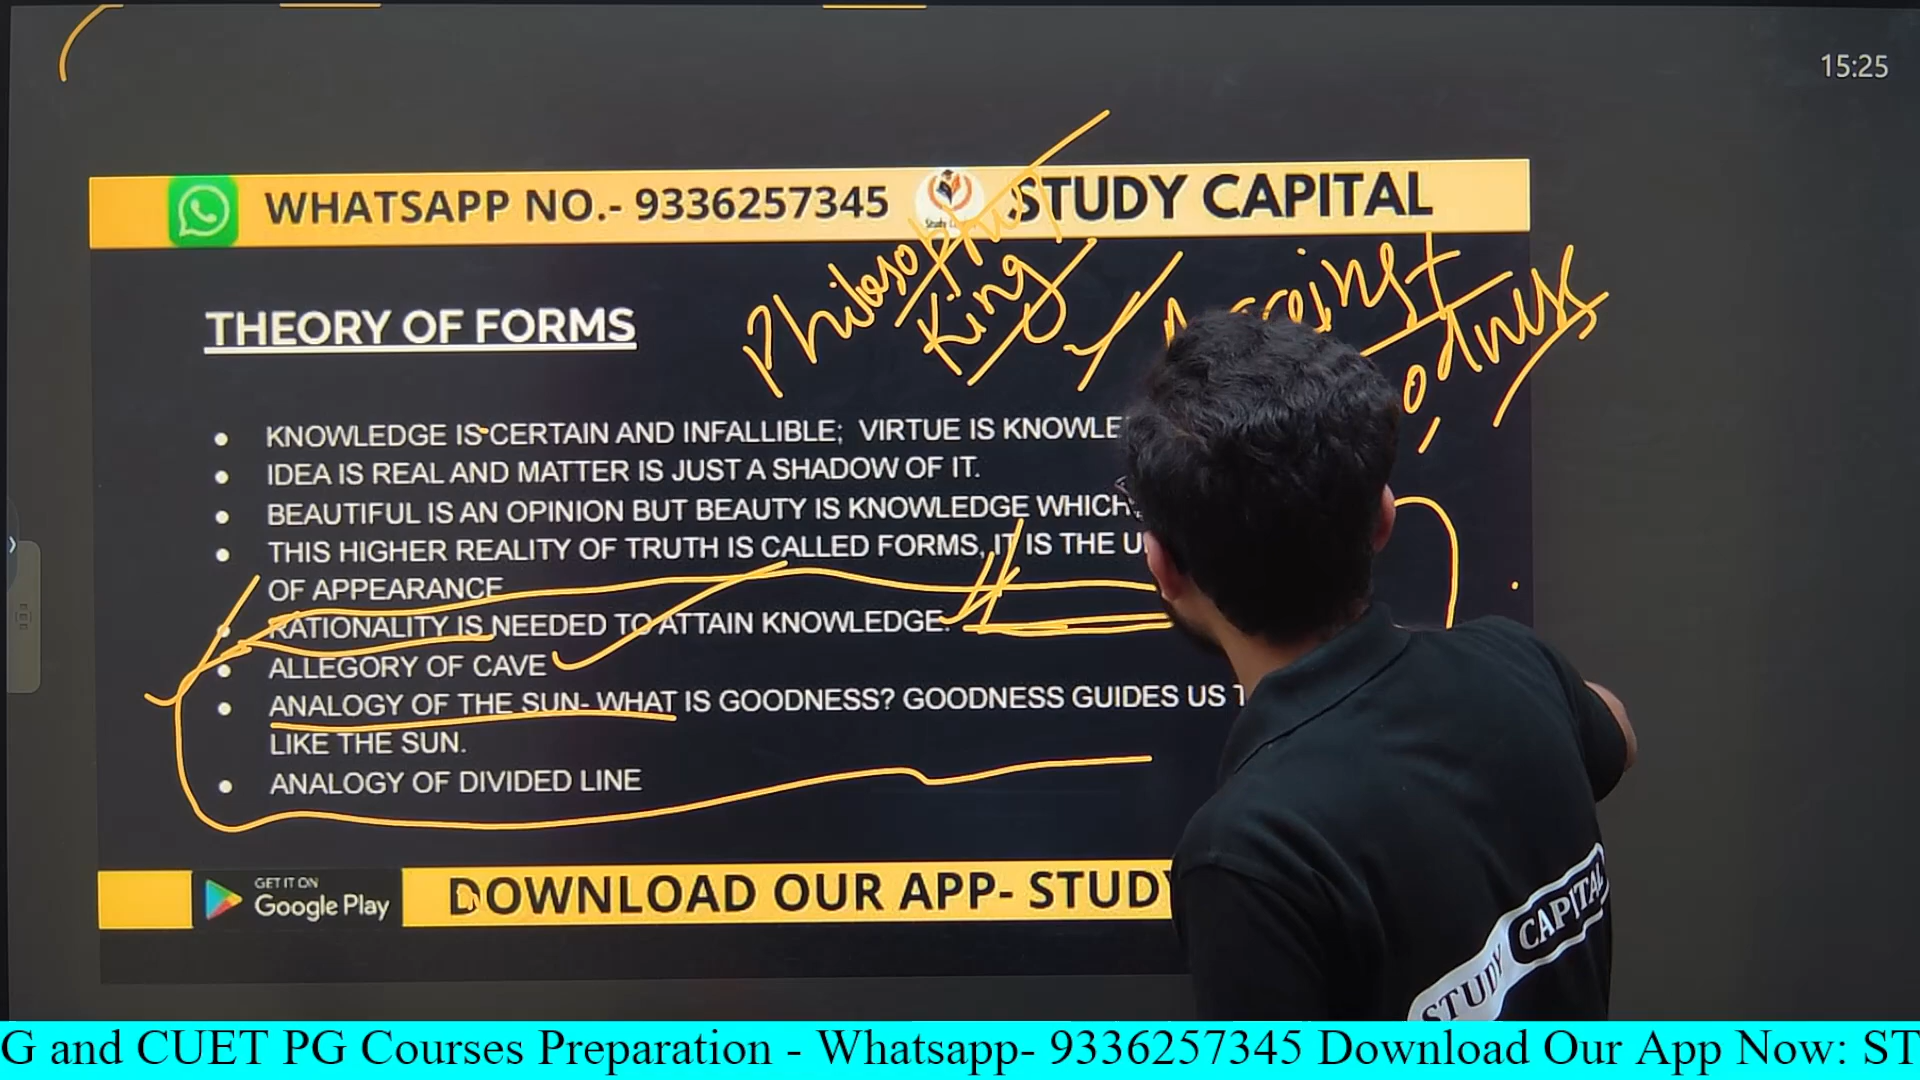 15:25
WHATSAPP NO.- 9336257345 STUDY CAPITAL
Philosophy
King
THEORY OF FORMS
KNOWLEDGE IS CERTAIN AND INFALLIBLE; VIRTUE IS KNOWLE
IDEA IS REAL AND MATTER IS JUST A SHADOW OF IT.
BEAUTIFUL IS AN OPINION BUT BEAUTY IS KNOWLEDGE WHICH
THIS HIGHER REALITY OF TRUTH IS CALLED FORMS, IT IS THE U
OF APPEARANCE
RATIONALITY IS NEEDED TO ATTAIN KNOWLEDGE.
ALLEGORY OF CAVE
ANALOGY OF THE SUN- WHAT IS GOODNESS? GOODNESS GUIDES US T
LIKE THE SUN.
ANALOGY OF DIVIDED LINE
GET IT ON
Google Play
DOWNLOAD OUR APP- STUDY
STUDY CAPITAL
G and CUET PG Courses Preparation - Whatsapp- 9336257345 Download Our App Now: ST